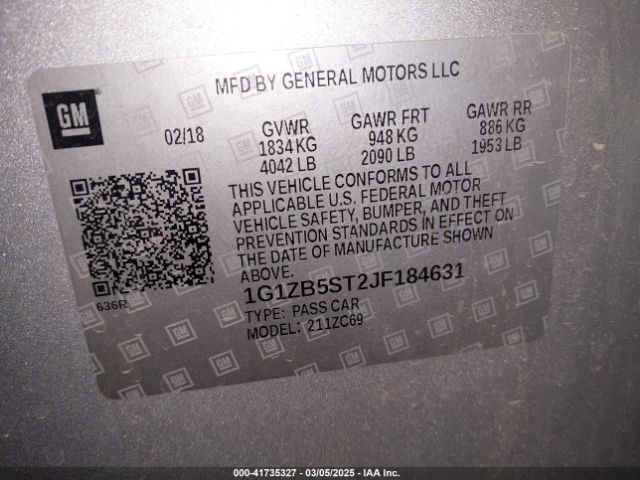 MFD BY GENERAL MOTORS LLC
GM
02/18
GVWR
1834 KG
4042 LB
GAWR FRT
948 KG
2090 LB
GAWR RR
886 KG
1953 LB
THIS VEHICLE CONFORMS TO ALL
APPLICABLE U.S. FEDERAL MOTOR
VEHICLE SAFETY, BUMPER, AND THEFT
PREVENTION STANDARDS IN EFFECT ON
THE DATE OF MANUFACTURE SHOWN
ABOVE.
636R
1G1ZB5ST2JF184631
TYPE: PASS CAR
MODEL: 211ZC69
000-41735327 - 03/05/2025 - IAA Inc.